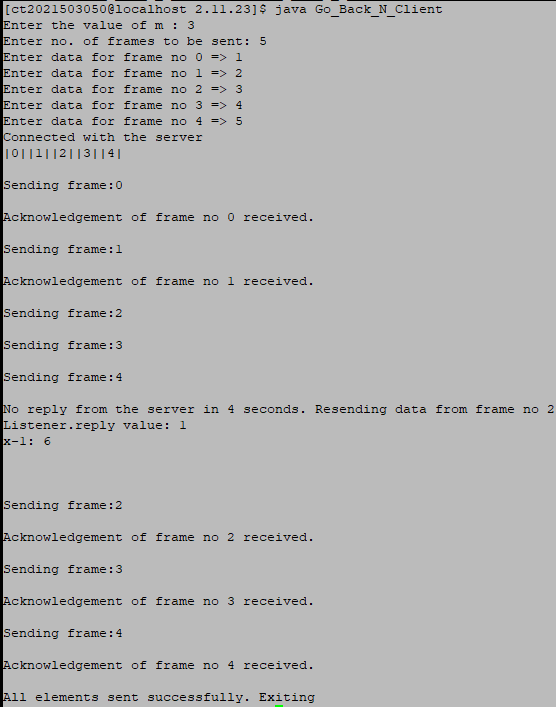 [ct2021503050@localhost 2.11.23]$ java Go_Back_N_Client
Enter the value of m : 3
Enter no. of frames to be sent: 5
Enter data for frame no 0 => 1
Enter data for frame no 1 => 2
Enter data for frame no 2 => 3
Enter data for frame no 3 => 4
Enter data for frame no 4 => 5
Connected with the server
|0||1||2||3||4|
Sending frame:0
Acknowledgement of frame no 0 received.
Sending frame:1
Acknowledgement of frame no 1 received.
Sending frame:2
Sending frame:3
Sending frame:4
No reply from the server in 4 seconds. Resending data from frame no 2
Listener.reply value: 1
x-1: 6
Sending frame:2
Acknowledgement of frame no 2 received.
Sending frame:3
Acknowledgement of frame no 3 received.
Sending frame:4
Acknowledgement of frame no 4 received.
All elements sent successfully. Exiting